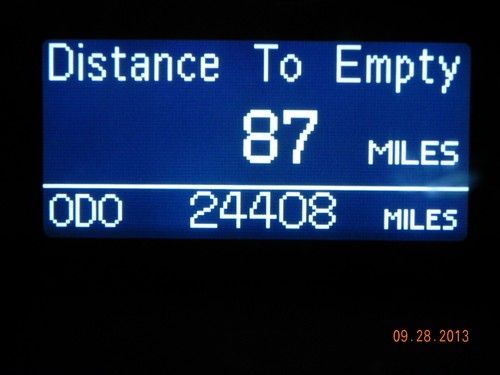 Distance To Empty
87 MILES
ODO 24408 MILES
09.28.2013